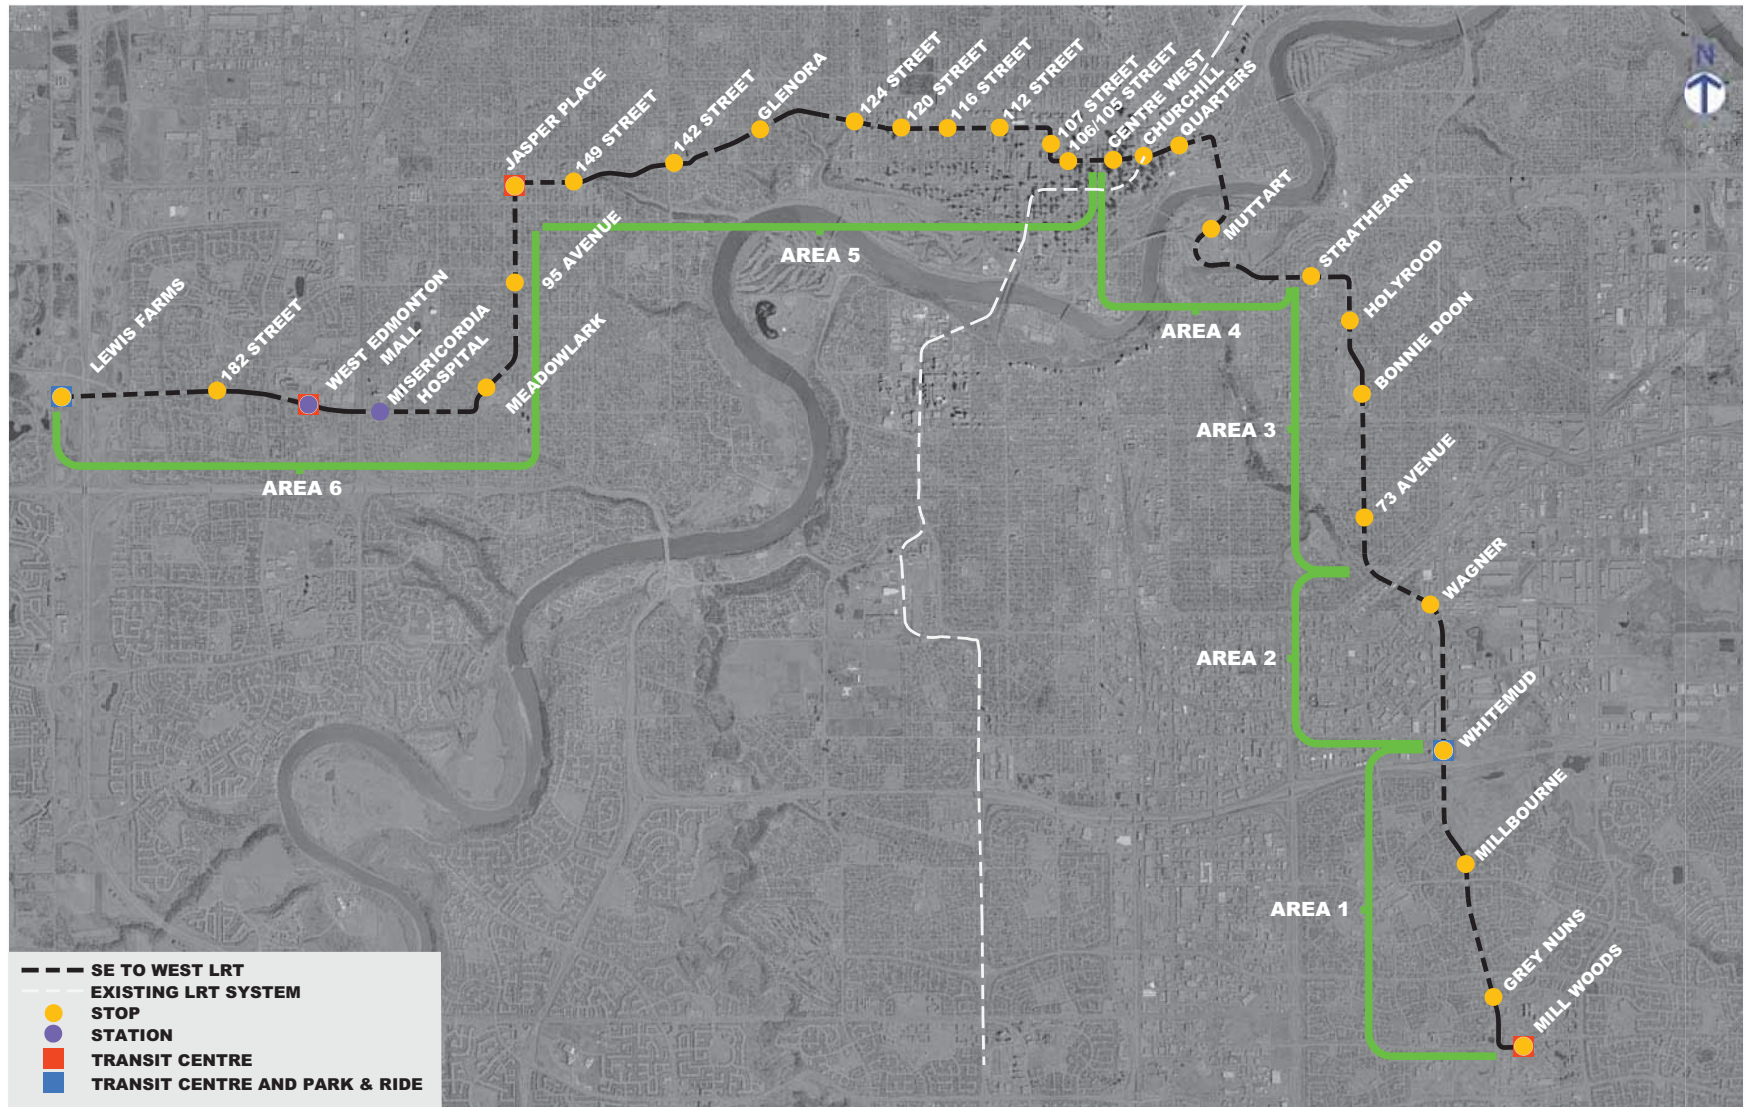 N
JASPER PLACE
149 STREET
142 STREET
GLENORA
124 STREET
120 STREET
116 STREET
112 STREET
107 STREET
106/105 STREET
CENTRE WEST
CHURCHILL
QUARTERS
MUTTART
STRATHEARN
HOLYROOD
BONNIE DOON
73 AVENUE
WAGNER
WHITEMUD
MILLBOURNE
GREY NUNS
MILL WOODS
95 AVENUE
MEADOWLARK
MISERICORDIA
HOSPITAL
WEST EDMONTON
MALL
182 STREET
LEWIS FARMS
AREA 5
AREA 4
AREA 3
AREA 6
AREA 2
AREA 1
SE TO WEST LRT
EXISTING LRT SYSTEM
STOP
STATION
TRANSIT CENTRE
TRANSIT CENTRE AND PARK & RIDE